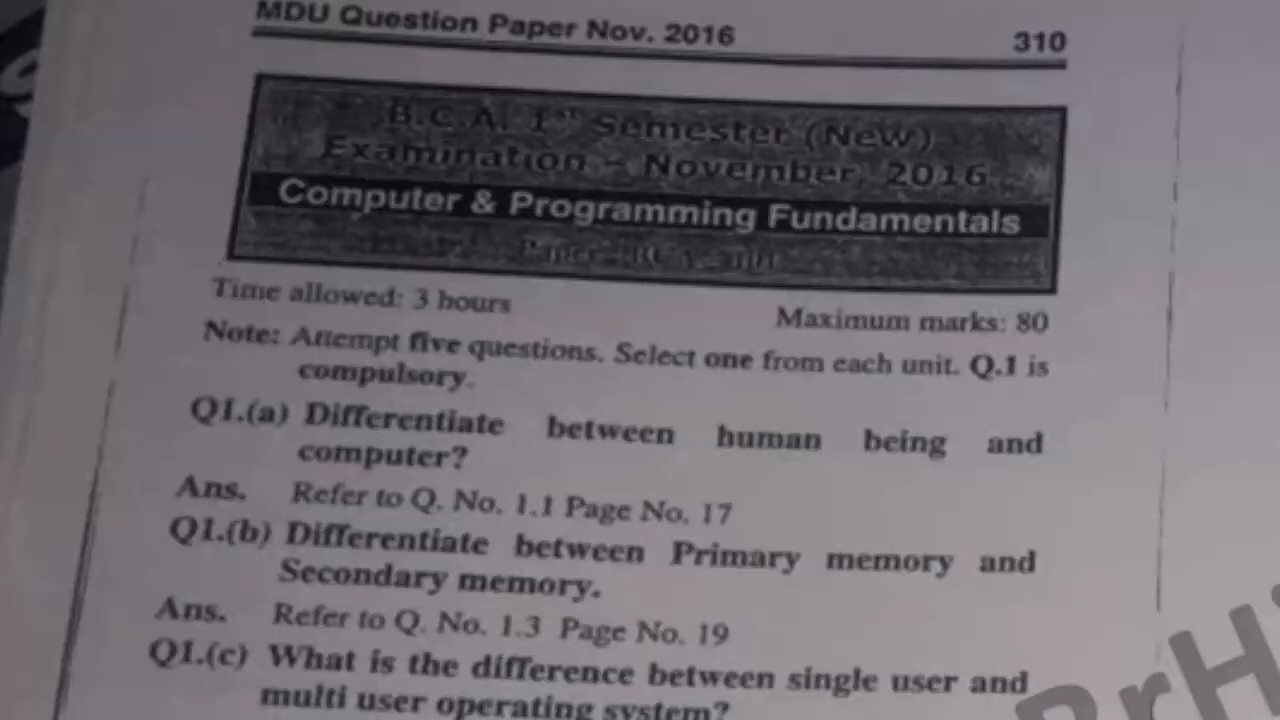 MDU Question Paper Nov. 2016 310
B.C.A. 1st Semester (New)
Examination – November, 2016
Computer & Programming Fundamentals
Time allowed: 3 hours Maximum marks: 80
Note: Attempt five questions. Select one from each unit. Q.1 is
compulsory.
Q1.(a) Differentiate between human being and
computer?
Ans. Refer to Q. No. 1.1 Page No. 17
Q1.(b) Differentiate between Primary memory and
Secondary memory.
Ans. Refer to Q. No. 1.3 Page No. 19
Q1.(c) What is the difference between single user and
multi user operating system?